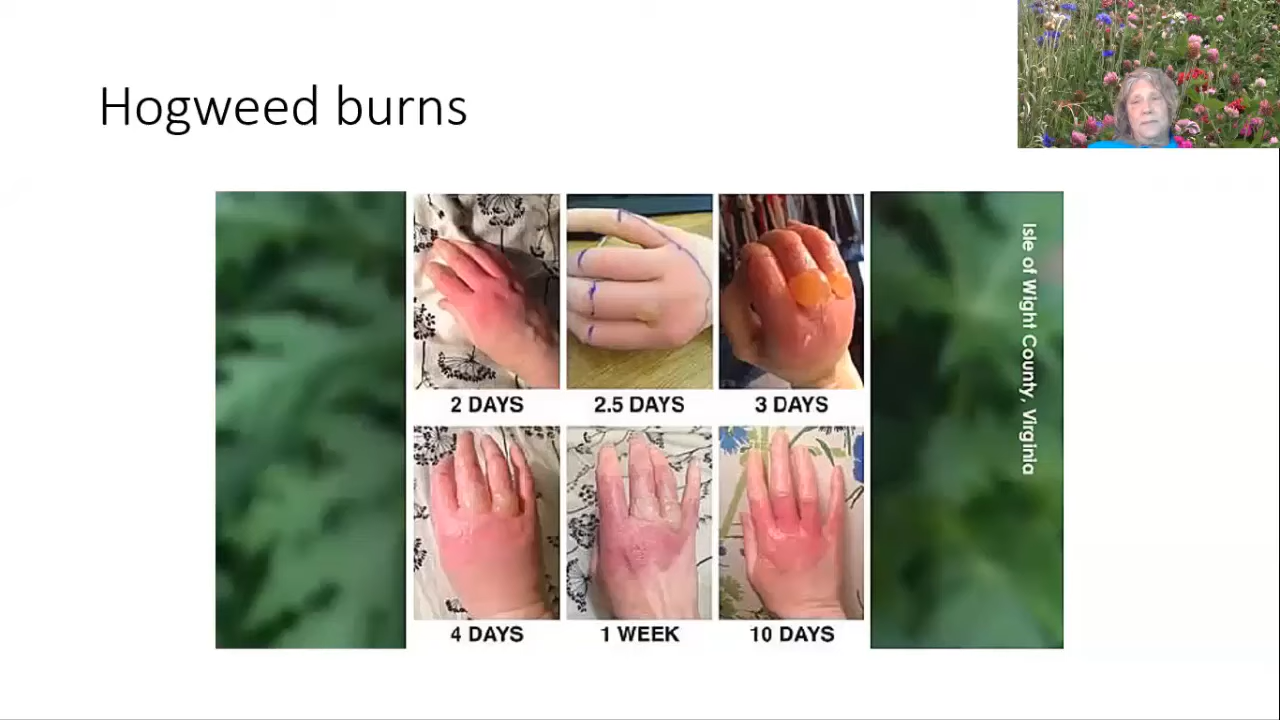 Hogweed burns
2 DAYS
2.5 DAYS
3 DAYS
4 DAYS
1 WEEK
10 DAYS
Isle of Wight County, Virginia